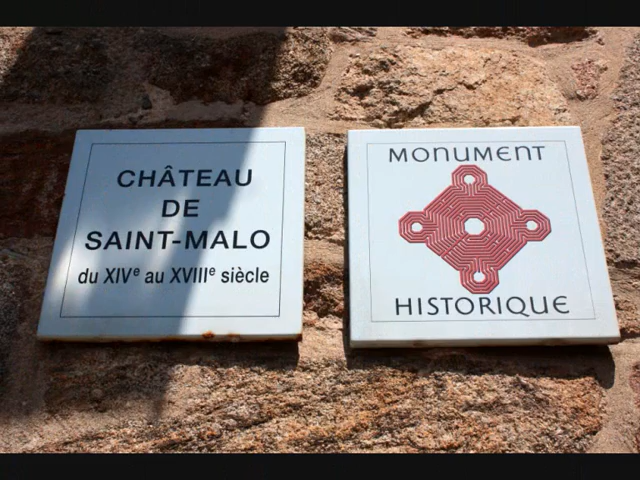 CHÂTEAU
DE
SAINT-MALO
du XIVᵉ au XVIIIᵉ siècle
MONUMENT
HISTORIQUE